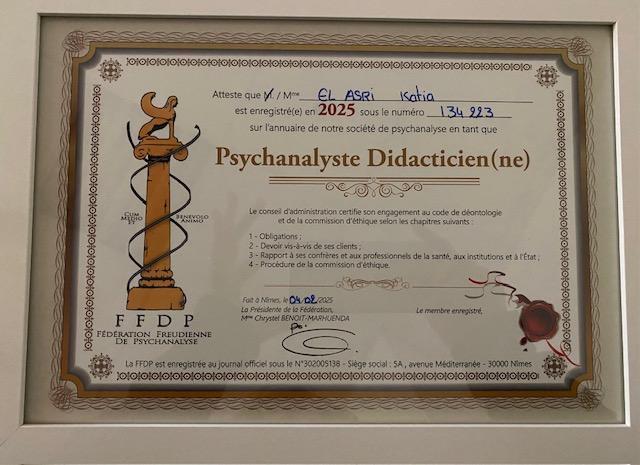 Atteste que M. / Mme EL ASRI Katia
est enregistré(e) en 2025 sous le numéro 134 223
sur l'annuaire de notre société de psychanalyse en tant que
Psychanalyste Didacticien(ne)
CUM
MEDIO
ET
BENEVOLO
ANIMO
Le conseil d'administration certifie son engagement au code de déontologie
et de la commission d'éthique selon les chapitres suivants :
1 - Obligations ;
2 - Devoir vis-à-vis de ses clients ;
3 - Rapport à ses confrères et aux professionnels de la santé, aux institutions et à l'État ;
4 - Procédure de la commission d'éthique.
Fait à Nîmes, le 04/02/2025
La Présidente de la Fédération,
Mme Chrystel BENOIT-MARHUENDA
Le membre enregistré,
po.
FFDP
FÉDÉRATION FREUDIENNE
DE PSYCHANALYSE
La FFDP est enregistrée au journal officiel sous le N°302005138 - Siège social : 5A, avenue Méditerranée - 30000 Nîmes